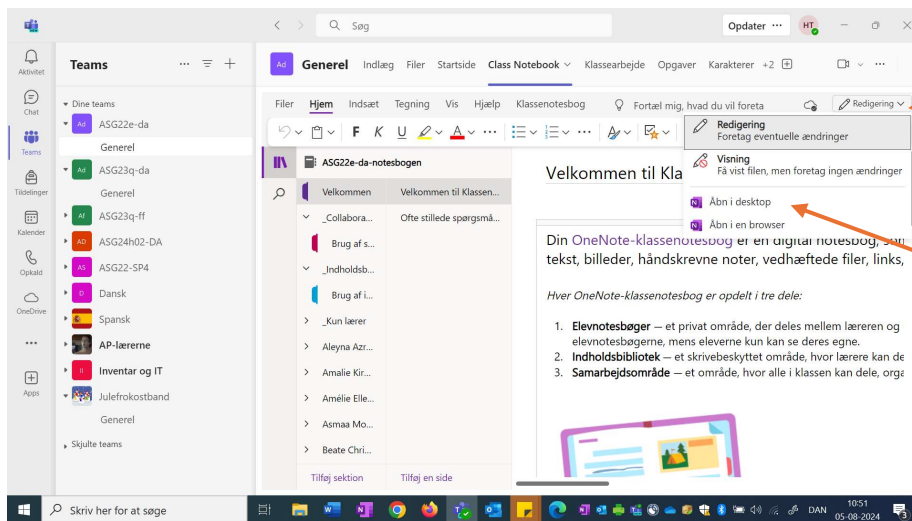 Søg
Opdater ···
HT
Aktivitet
Chat
Teams
Tildelinger
Kalender
Opkald
OneDrive
Apps
Teams
Dine teams
Ad ASG22e-da
Generel
Ad ASG23q-da
Generel
Af ASG23q-ff
AD ASG24h02-DA
AS ASG22-SP4
D Dansk
Spansk
AP-lærerne
II Inventar og IT
Julefrokostband
Generel
Skjulte teams
Ad Generel Indlæg Filer Startside Class Notebook Klassearbejde Opgaver Karakterer +2
Filer Hjem Indsæt Tegning Vis Hjælp Klassenotesbog Fortæl mig, hvad du vil foreta Redigering
F K U A
Redigering
Foretag eventuelle ændringer
Visning
Få vist filen, men foretag ingen ændringer
Åbn i desktop
Åbn i en browser
ASG22e-da-notesbogen
Velkommen
_Collabora...
Brug af s...
_Indholdsb...
Brug af i...
_Kun lærer
Aleyna Azr...
Amalie Kir...
Amélie Elle...
Asmaa Mo...
Beate Chri...
Tilføj sektion
Velkommen til Klassen...
Ofte stillede spørgsmå...
Tilføj en side
Velkommen til Kla
Din OneNote-klassenotesbog er en digital notesbog, som
tekst, billeder, håndskrevne noter, vedhæftede filer, links,
Hver OneNote-klassenotesbog er opdelt i tre dele:
1. Elevnotesbøger — et privat område, der deles mellem læreren og
elevnotesbøgerne, mens eleverne kun kan se deres egne.
2. Indholdsbibliotek — et skrivebeskyttet område, hvor lærere kan de
3. Samarbejdsområde — et område, hvor alle i klassen kan dele, orga
Skriv her for at søge
DAN
10:51
05-08-2024